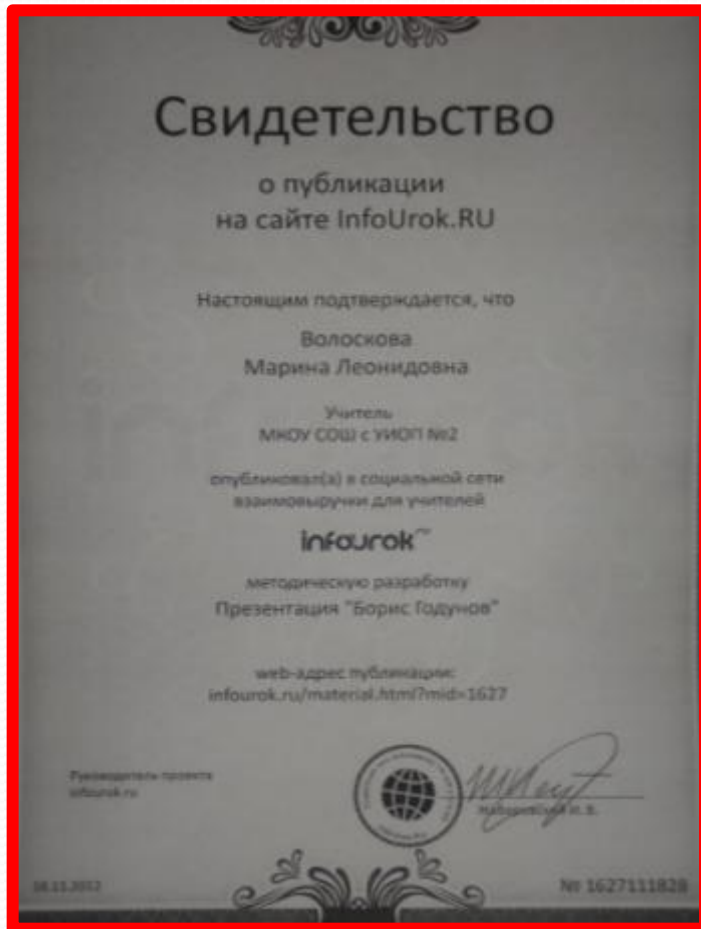 Свидетельство
о публикации
на сайте InfoUrok.RU
Настоящим подтверждается, что
Волоскова
Марина Леонидовна
Учитель
МКОУ СОШ с УИОП №2
опубликовал(а) в социальной сети
взаимовыручки для учителей
infourok
методическую разработку
Презентация "Борис Годунов"
web-адрес публикации:
infourok.ru/material.html?mid=1627
Руководитель проекта
infourok.ru
И. В.
.11.2012
№ 1627111828